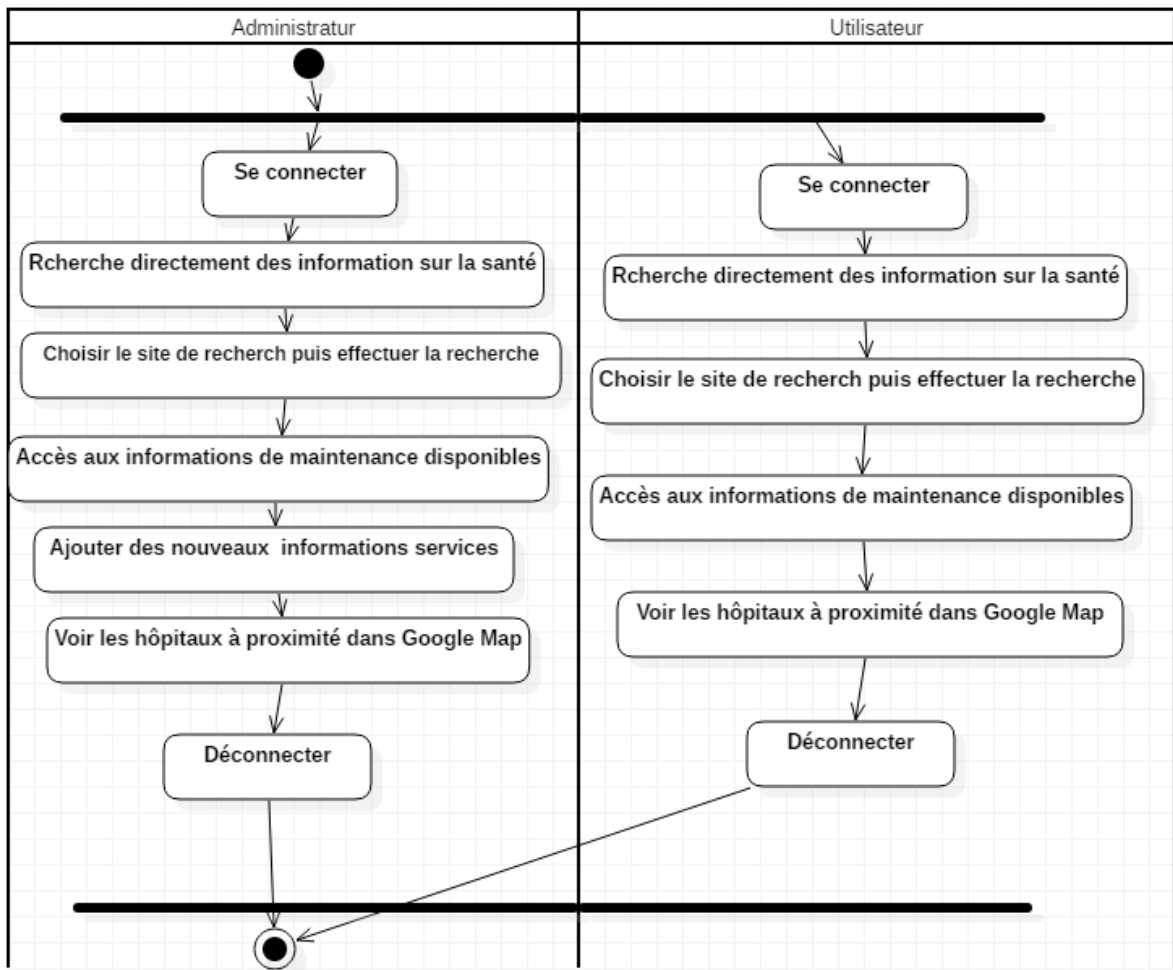 Administratur
Utilisateur
Se connecter
Rcherche directement des information sur la santé
Choisir le site de recherch puis effectuer la recherche
Accès aux informations de maintenance disponibles
Ajouter des nouveaux  informations services
Voir les hôpitaux à proximité dans Google Map
Déconnecter
Se connecter
Rcherche directement des information sur la santé
Choisir le site de recherch puis effectuer la recherche
Accès aux informations de maintenance disponibles
Voir les hôpitaux à proximité dans Google Map
Déconnecter